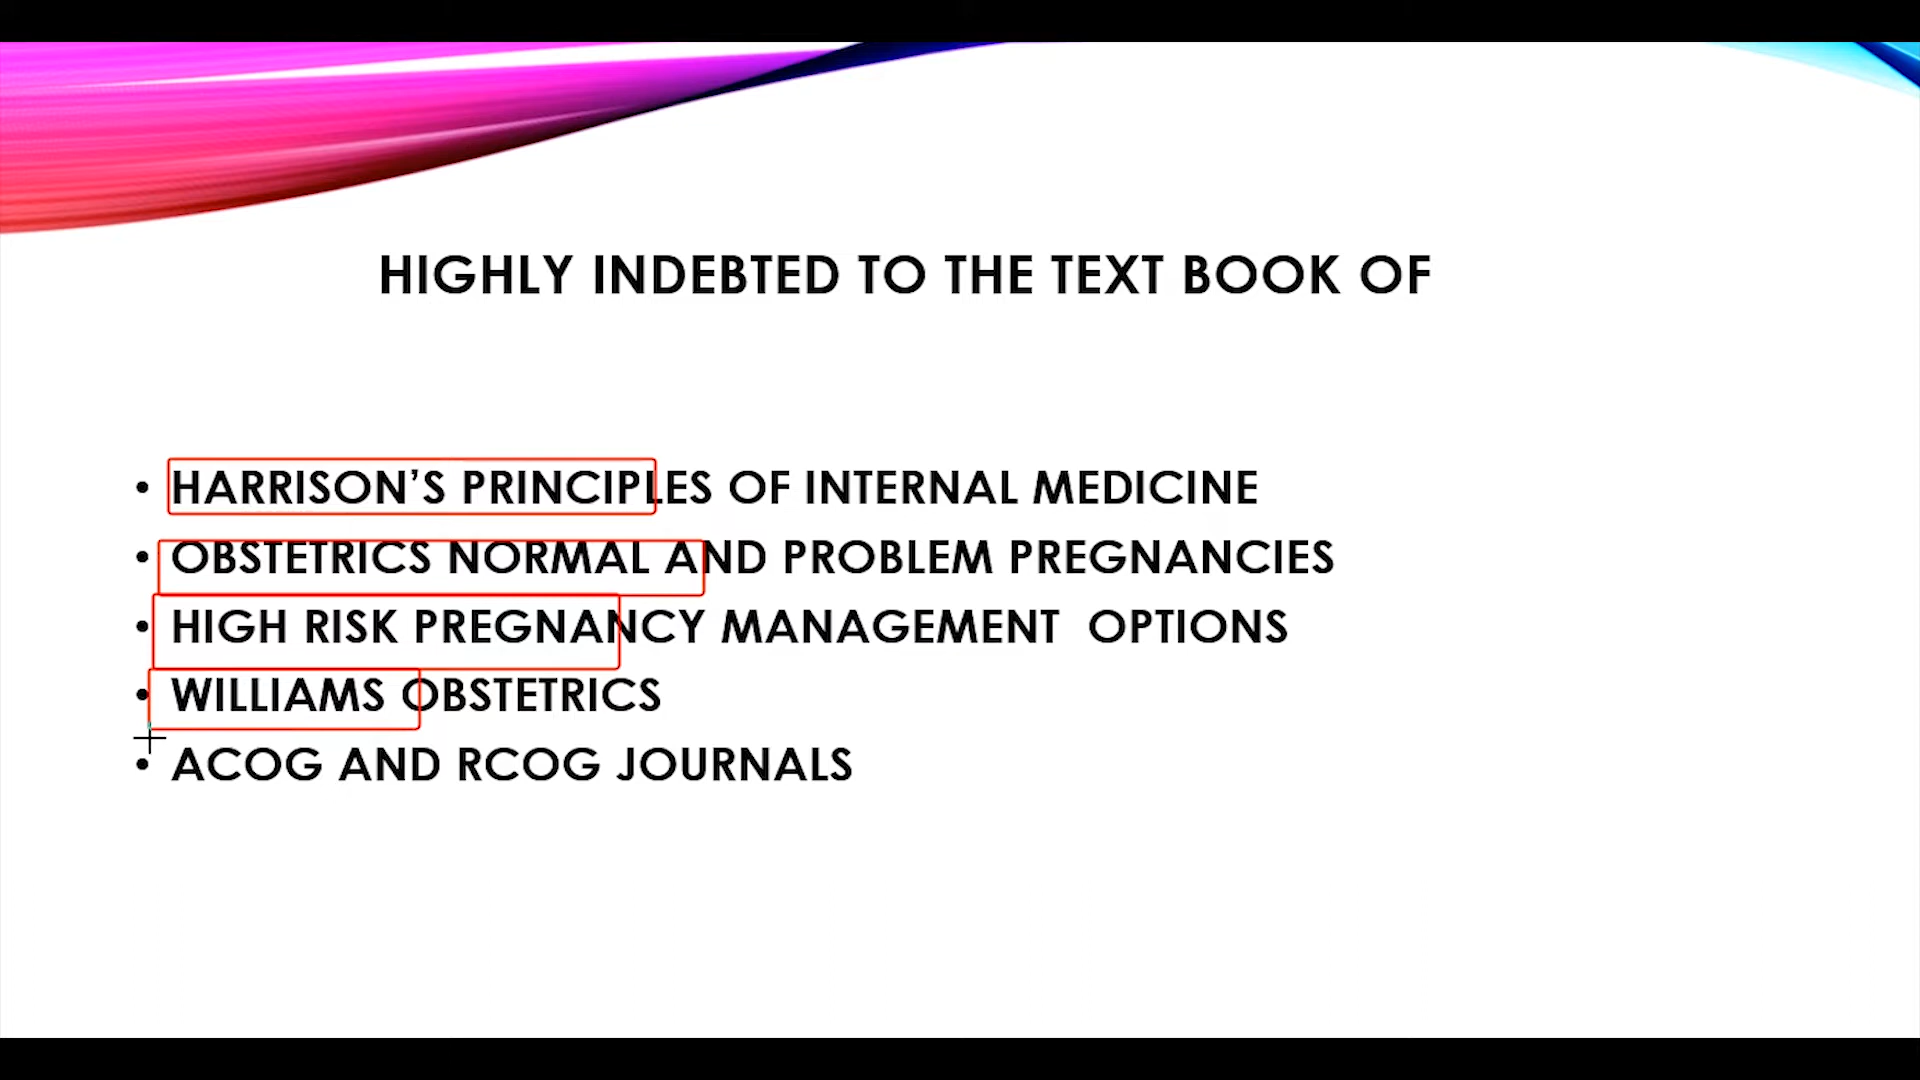 HIGHLY INDEBTED TO THE TEXT BOOK OF
• HARRISON’S PRINCIPLES OF INTERNAL MEDICINE
• OBSTETRICS NORMAL AND PROBLEM PREGNANCIES
• HIGH RISK PREGNANCY MANAGEMENT  OPTIONS
• WILLIAMS OBSTETRICS
• ACOG AND RCOG JOURNALS